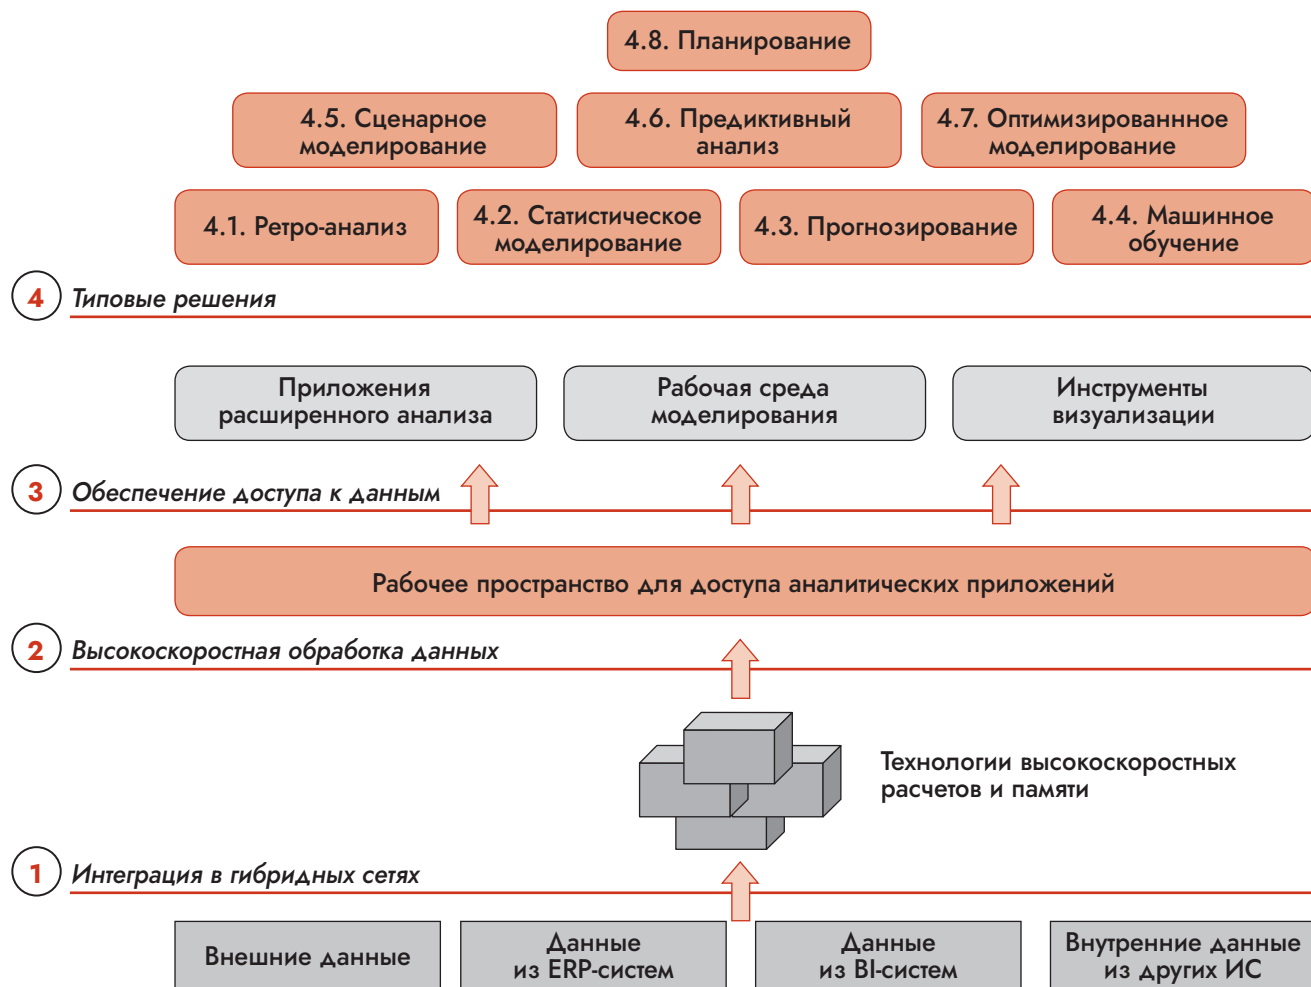 4.8. Планирование
4.5. Сценарное
моделирование
4.6. Предиктивный
анализ
4.7. Оптимизированнное
моделирование
4.1. Ретро-анализ
4.2. Статистическое
моделирование
4.3. Прогнозирование
4.4. Машинное
обучение
4 Типовые решения
Приложения
расширенного анализа
Рабочая среда
моделирования
Инструменты
визуализации
3 Обеспечение доступа к данным
Рабочее пространство для доступа аналитических приложений
2 Высокоскоростная обработка данных
Технологии высокоскоростных
расчетов и памяти
1 Интеграция в гибридных сетях
Внешние данные
Данные
из ERP-систем
Данные
из BI-систем
Внутренние данные
из других ИС